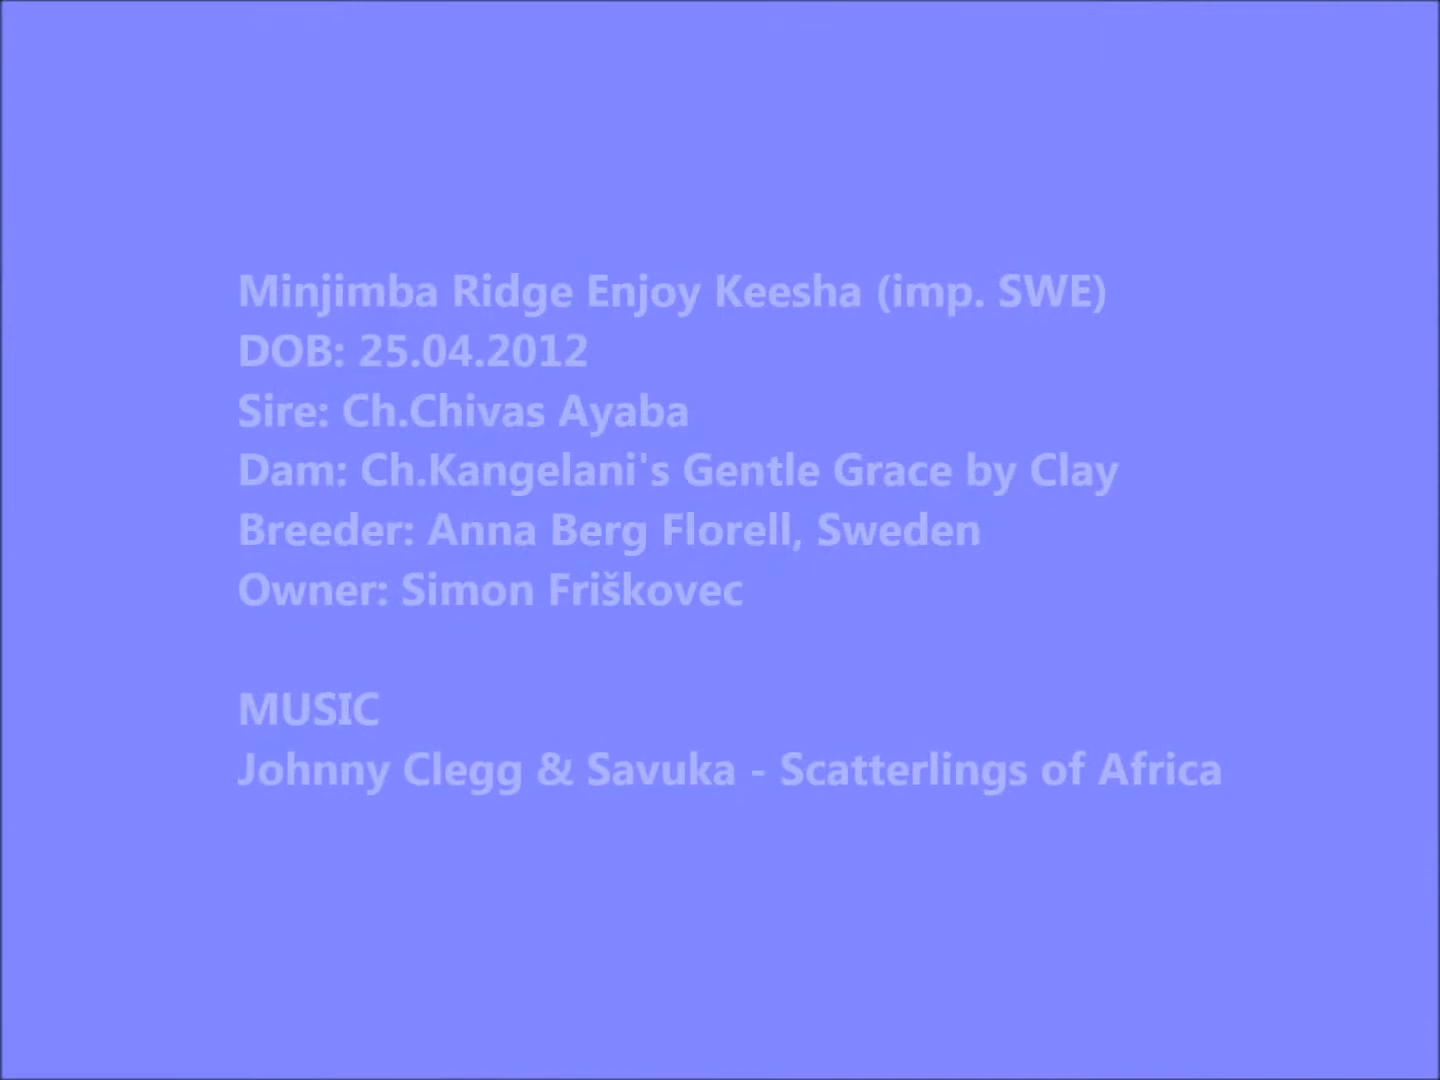 Minjimba Ridge Enjoy Keesha (imp. SWE)
DOB: 25.04.2012
Sire: Ch.Chivas Ayaba
Dam: Ch.Kangelani's Gentle Grace by Clay
Breeder: Anna Berg Florell, Sweden
Owner: Simon Friškovec
MUSIC
Johnny Clegg & Savuka - Scatterlings of Africa